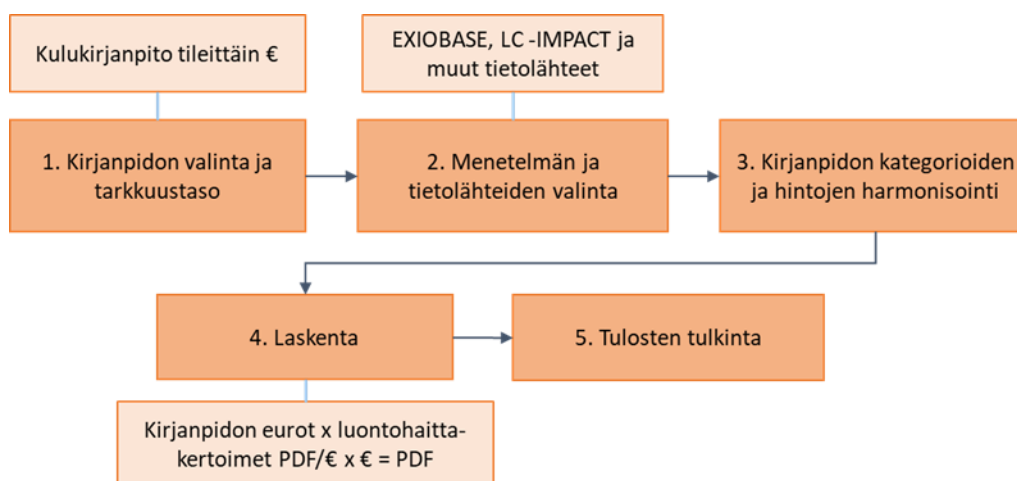 Kulukirjanpito tileittäin €
EXIOBASE, LC -IMPACT ja
muut tietolähteet
1. Kirjanpidon valinta ja
tarkkuustaso
2. Menetelmän ja
tietolähteiden valinta
3. Kirjanpidon kategorioiden
ja hintojen harmonisointi
4. Laskenta
5. Tulosten tulkinta
Kirjanpidon eurot x luontohaitta-
kertoimet PDF/€ x € = PDF